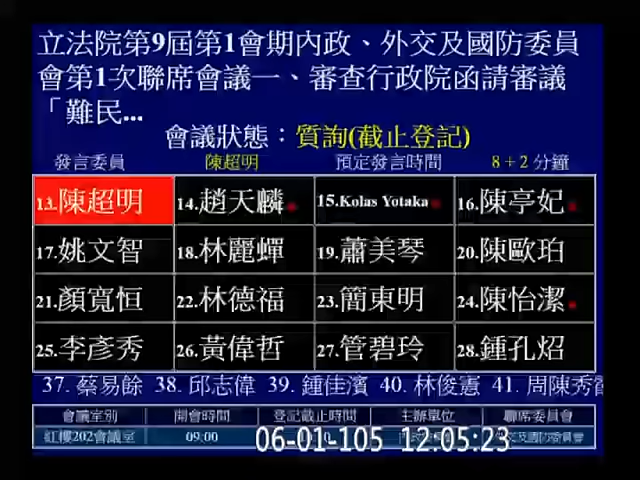 立法院第9屆第1會期內政、外交及國防委員
會第1次聯席會議一、審查行政院函請審議
「難民...
會議狀態：質詢(截止登記)
發言委員 陳超明 預定發言時間 8+2 分鐘
13.陳超明 14.趙天麟 15.Kolas Yotaka 16.陳亭妃
17.姚文智 18.林麗蟬 19.蕭美琴 20.陳歐珀
21.顏寬恒 22.林德福 23.簡東明 24.陳怡潔
25.李彥秀 26.黃偉哲 27.管碧玲 28.鍾孔炤
37. 蔡易餘 38. 邱志偉 39. 鍾佳濱 40. 林俊憲 41. 周陳秀
會議室別 開會時間 登記截止時間 主辦單位 聯席委員會
紅樓202會議室 09:00 外交及國防委員會
06-01-105 12:05:23